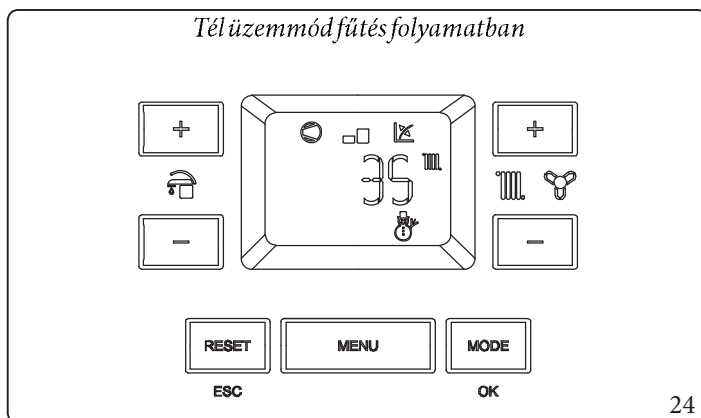 Tél üzemmód fűtés folyamatban
+ +
35
− −
RESET MENU MODE
ESC OK
24